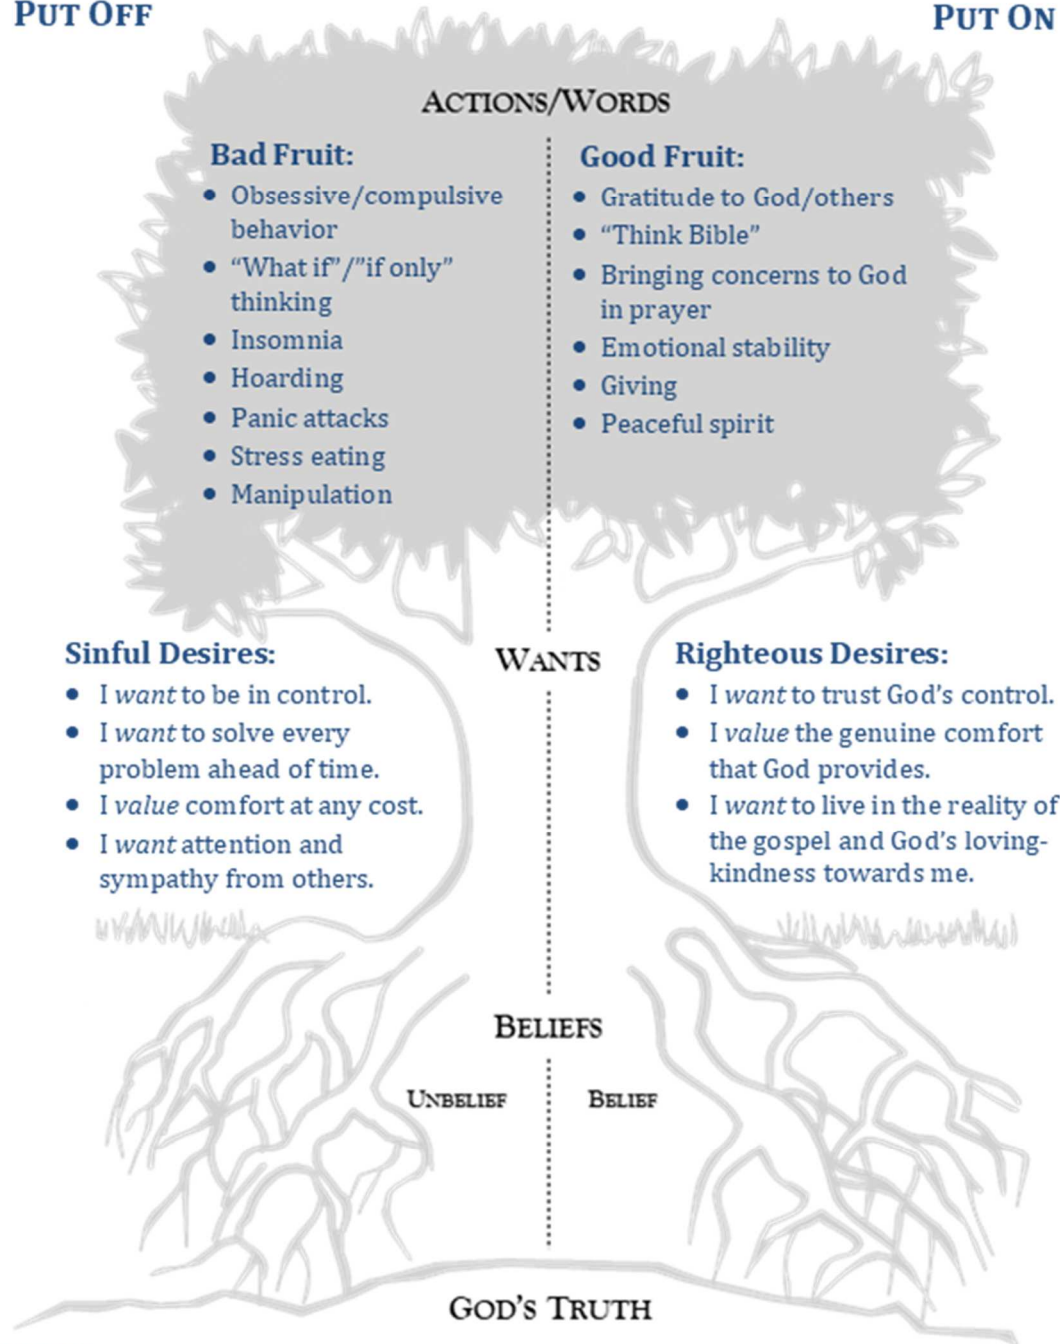 PUT OFF
PUT ON
ACTIONS/WORDS
Bad Fruit:
• Obsessive/compulsive
behavior
• “What if”/”if only”
thinking
• Insomnia
• Hoarding
• Panic attacks
• Stress eating
• Manipulation
Good Fruit:
• Gratitude to God/others
• “Think Bible”
• Bringing concerns to God
in prayer
• Emotional stability
• Giving
• Peaceful spirit
WANTS
Sinful Desires:
• I want to be in control.
• I want to solve every
problem ahead of time.
• I value comfort at any cost.
• I want attention and
sympathy from others.
Righteous Desires:
• I want to trust God’s control.
• I value the genuine comfort
that God provides.
• I want to live in the reality of
the gospel and God’s loving-
kindness towards me.
BELIEFS
UNBELIEF
BELIEF
GOD’S TRUTH